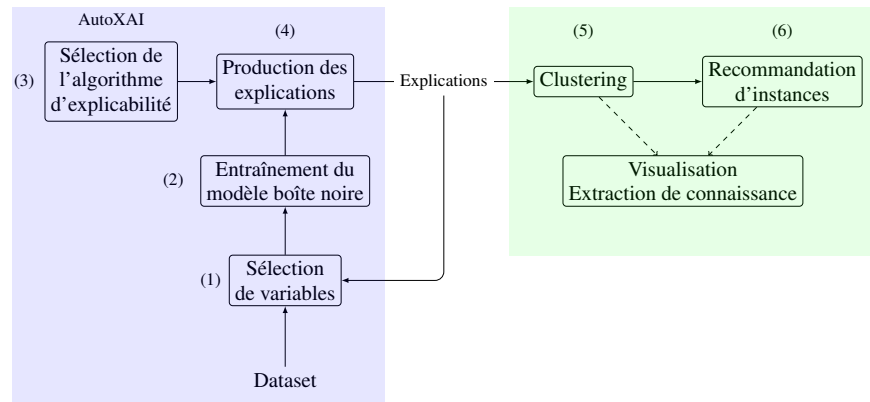 AutoXAI
(3)
Sélection de
l'algorithme
d'explicabilité
(4)
Production des
explications
Explications
(5)
Clustering
(6)
Recommandation
d'instances
(2)
Entraînement du
modèle boîte noire
Visualisation
Extraction de connaissance
(1)
Sélection
de variables
Dataset